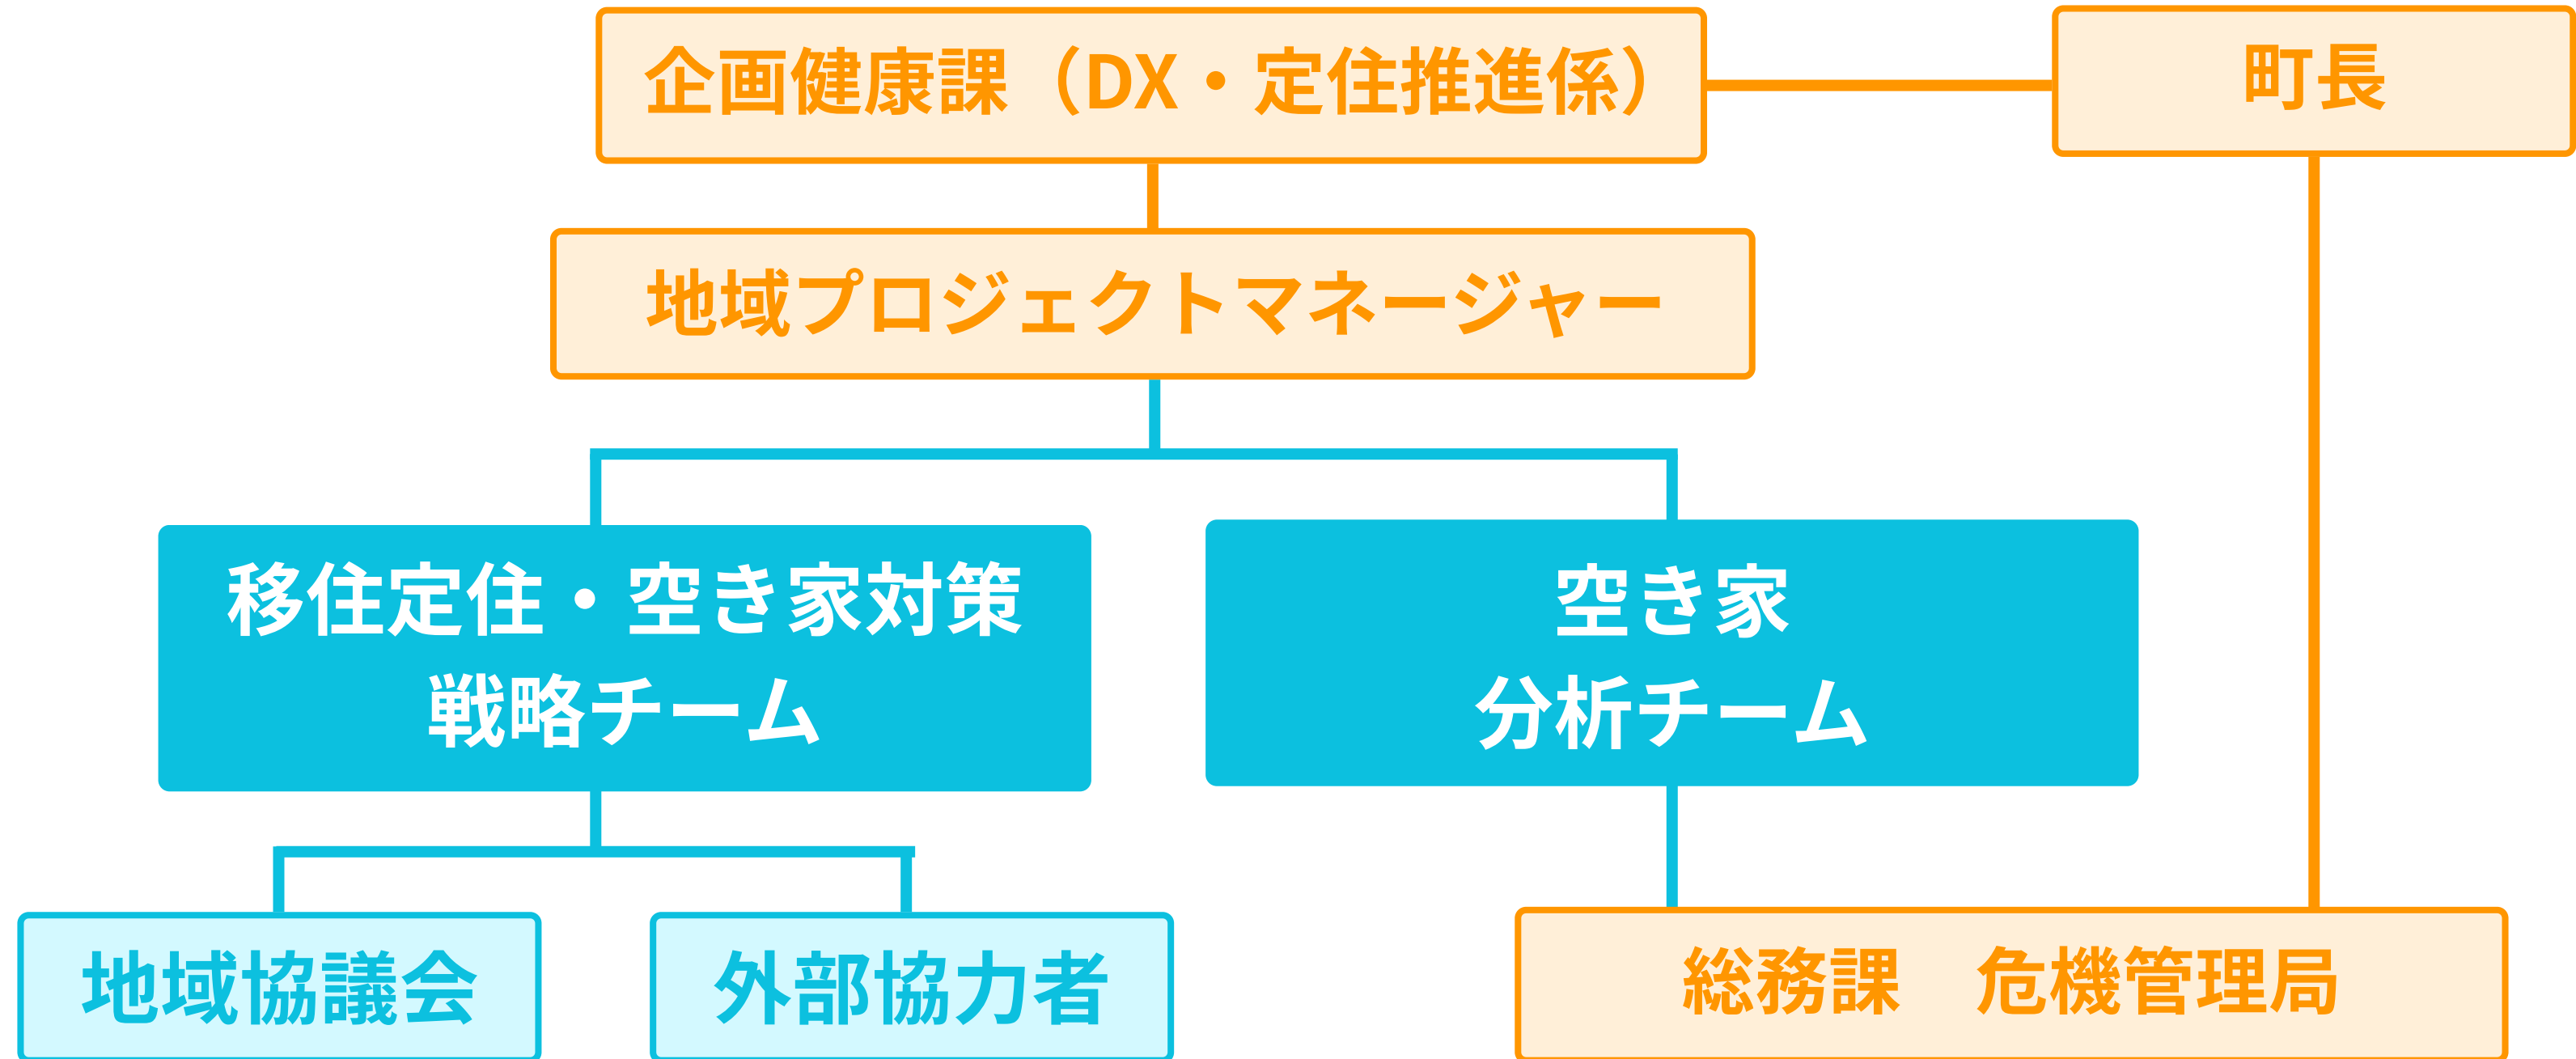 企画健康課（DX・定住推進係）
町長
地域プロジェクトマネージャー
移住定住・空き家対策
戦略チーム
空き家
分析チーム
地域協議会
外部協力者
総務課　危機管理局